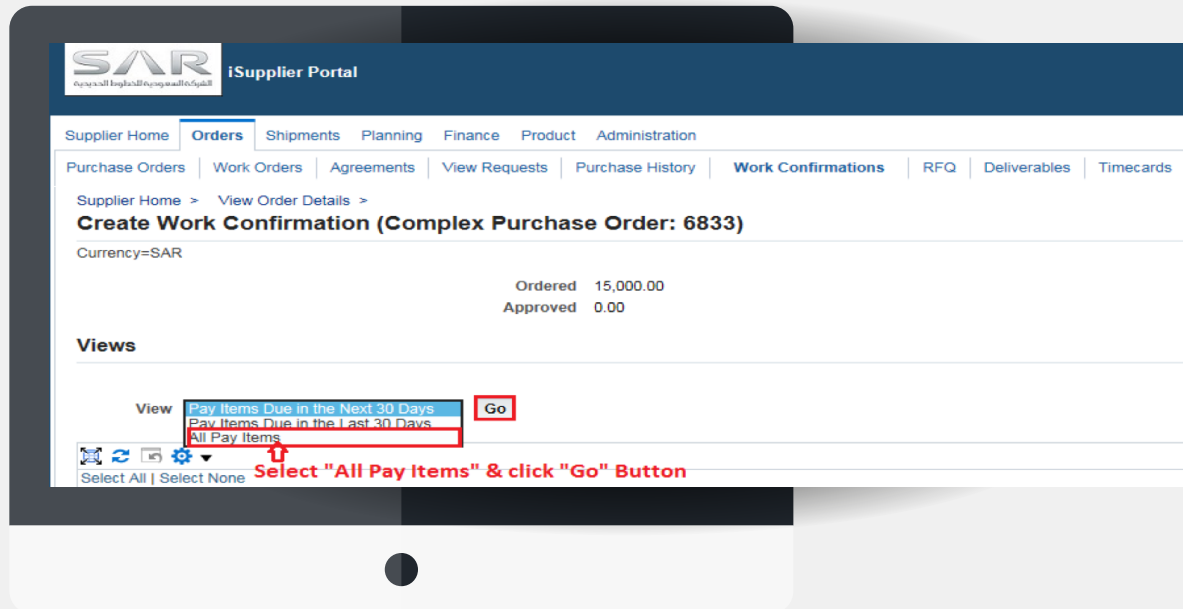 SAR
iSupplier Portal
Supplier Home Orders Shipments Planning Finance Product Administration
Purchase Orders Work Orders Agreements View Requests Purchase History Work Confirmations RFQ Deliverables Timecards
Supplier Home > View Order Details >
Create Work Confirmation (Complex Purchase Order: 6833)
Currency=SAR
Ordered 15,000.00
Approved 0.00
Views
View Pay Items Due in the Next 30 Days Go
Pay Items Due in the Last 30 Days
All Pay Items
Select "All Pay Items" & click "Go" Button
Select All | Select None